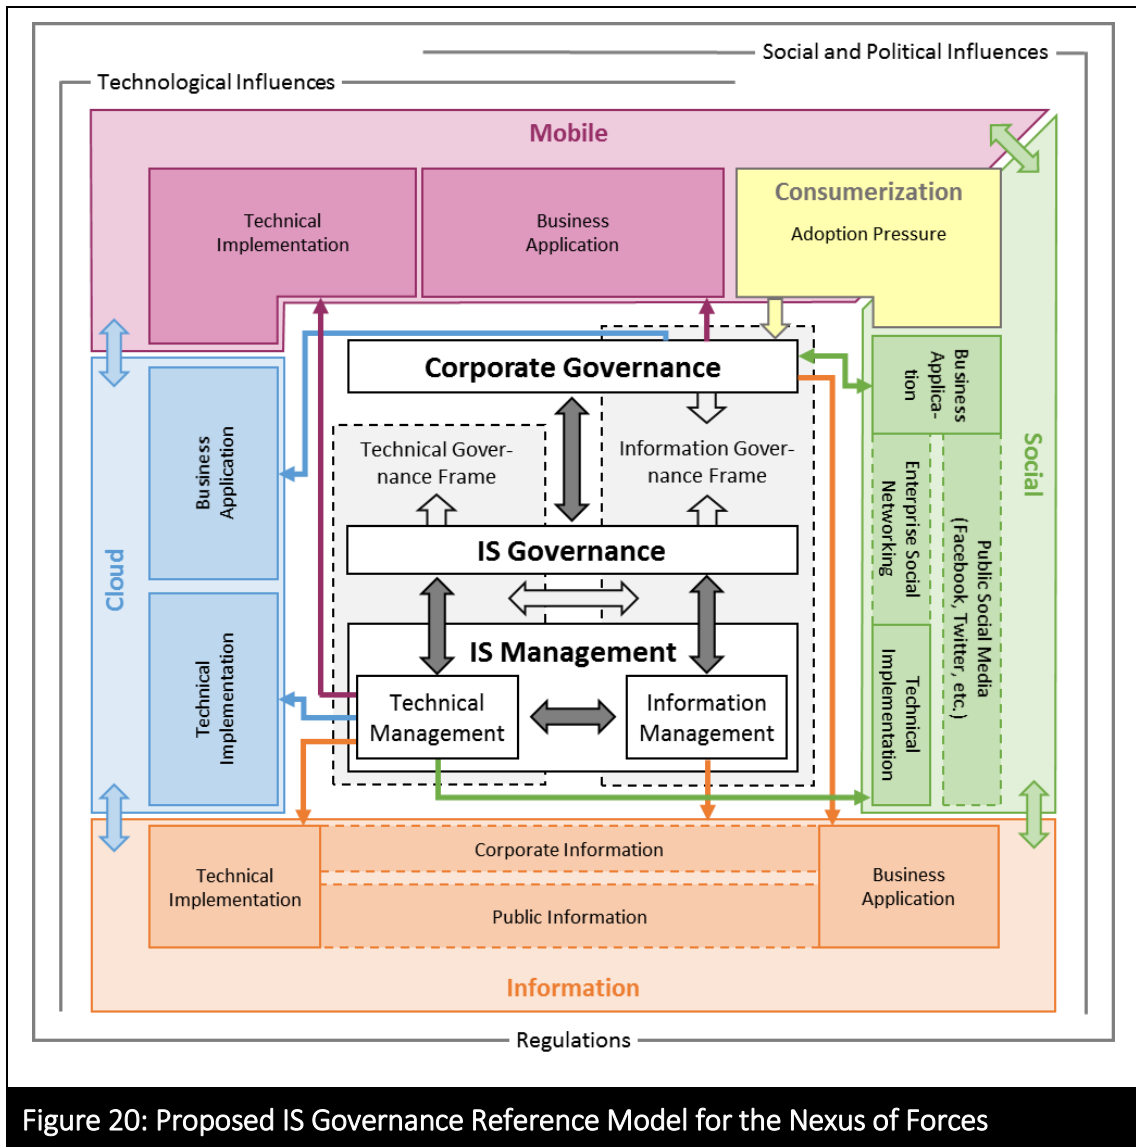 Social and Political Influences
Technological Influences
Mobile
Technical
Implementation
Business
Application
Consumerization
Adoption Pressure
Corporate Governance
Technical Gover-
nance Frame
Information Gover-
nance Frame
IS Governance
IS Management
Technical
Management
Information
Management
Cloud
Business
Application
Technical
Implementation
Social
Business
Applica-
tion
Enterprise Social
Networking
Public Social Media
(Facebook, Twitter, etc.)
Technical
Implementation
Technical
Implementation
Corporate Information
Public Information
Business
Application
Information
Regulations
Figure 20: Proposed IS Governance Reference Model for the Nexus of Forces